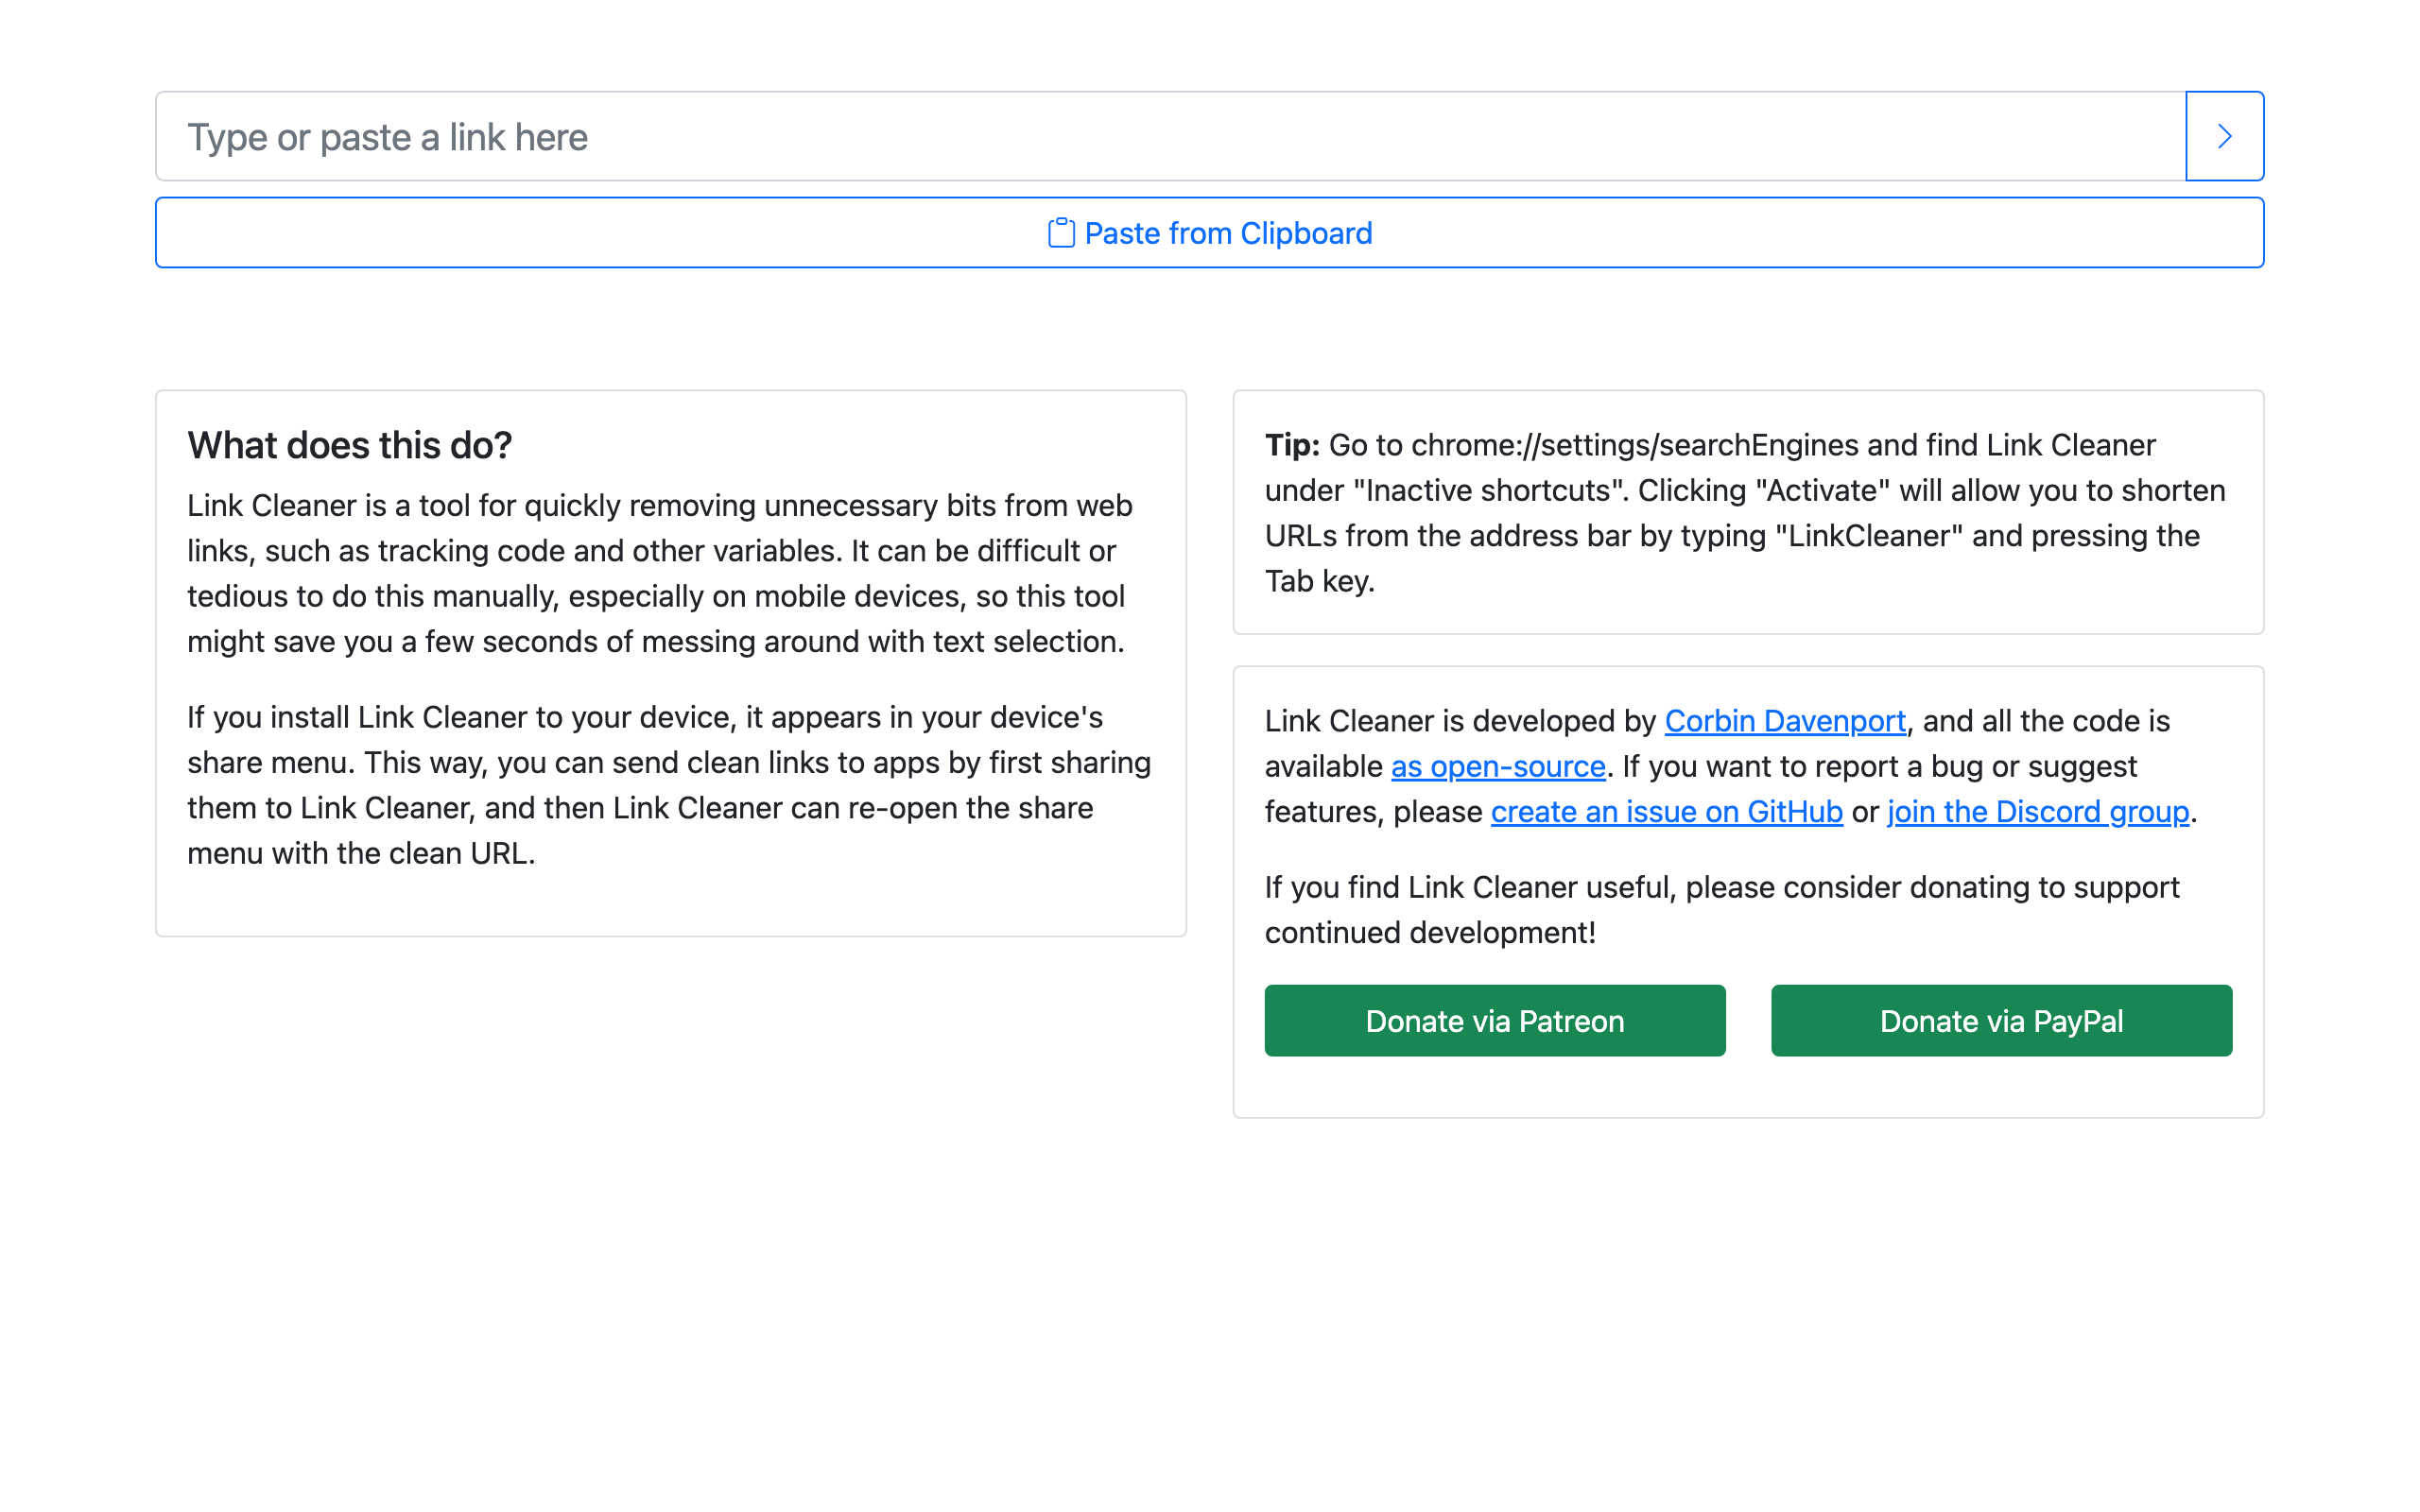 Type or paste a link here
Paste from Clipboard
What does this do?
Link Cleaner is a tool for quickly removing unnecessary bits from web
links, such as tracking code and other variables. It can be difficult or
tedious to do this manually, especially on mobile devices, so this tool
might save you a few seconds of messing around with text selection.
If you install Link Cleaner to your device, it appears in your device's
share menu. This way, you can send clean links to apps by first sharing
them to Link Cleaner, and then Link Cleaner can re-open the share
menu with the clean URL.
Tip: Go to chrome://settings/searchEngines and find Link Cleaner
under "Inactive shortcuts". Clicking "Activate" will allow you to shorten
URLs from the address bar by typing "LinkCleaner" and pressing the
Tab key.
Link Cleaner is developed by Corbin Davenport, and all the code is
available as open-source. If you want to report a bug or suggest
features, please create an issue on GitHub or join the Discord group.
If you find Link Cleaner useful, please consider donating to support
continued development!
Donate via Patreon
Donate via PayPal